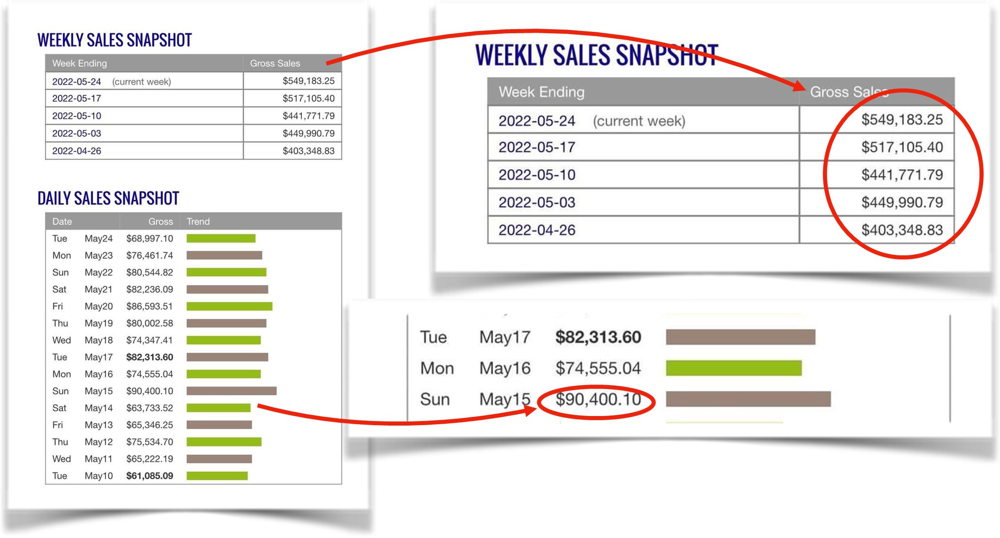 WEEKLY SALES SNAPSHOT
Week Ending Gross Sales
2022-05-24 (current week) $549,183.25
2022-05-17 $517,105.40
2022-05-10 $441,771.79
2022-05-03 $449,990.79
2022-04-26 $403,348.83
DAILY SALES SNAPSHOT
Date Gross Trend
Tue May24 $68,997.10
Mon May23 $76,461.74
Sun May22 $80,544.82
Sat May21 $82,236.09
Fri May20 $86,593.51
Thu May19 $80,002.58
Wed May18 $74,347.41
Tue May17 $82,313.60
Mon May16 $74,555.04
Sun May15 $90,400.10
Sat May14 $63,733.52
Fri May13 $65,346.25
Thu May12 $75,534.70
Wed May11 $65,222.19
Tue May10 $61,085.09
WEEKLY SALES SNAPSHOT
Week Ending Gross Sales
2022-05-24 (current week) $549,183.25
2022-05-17 $517,105.40
2022-05-10 $441,771.79
2022-05-03 $449,990.79
2022-04-26 $403,348.83
Tue May17 $82,313.60
Mon May16 $74,555.04
Sun May15 $90,400.10